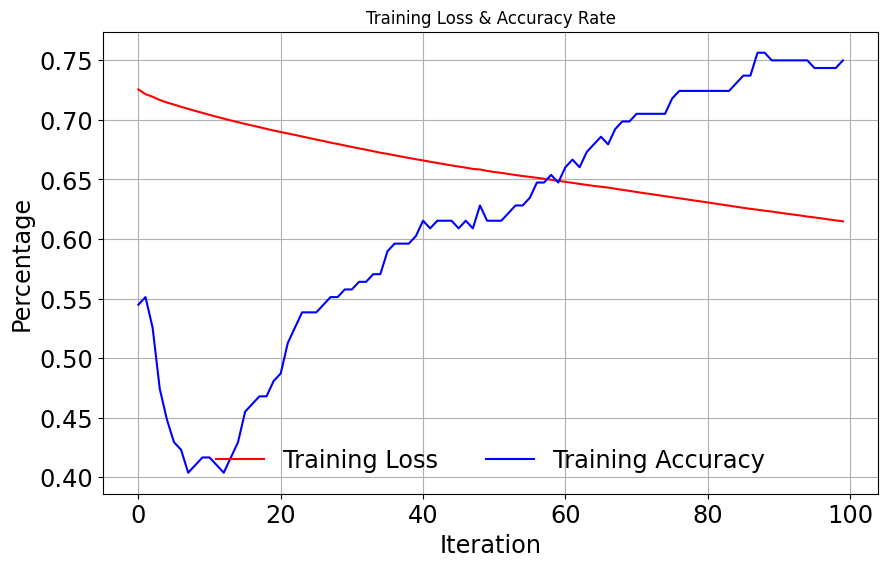 Training Loss & Accuracy Rate
0.75
0.70
0.65
0.60
0.55
0.50
0.45
0.40
Percentage
Training Loss Training Accuracy
0 20 40 60 80 100
Iteration